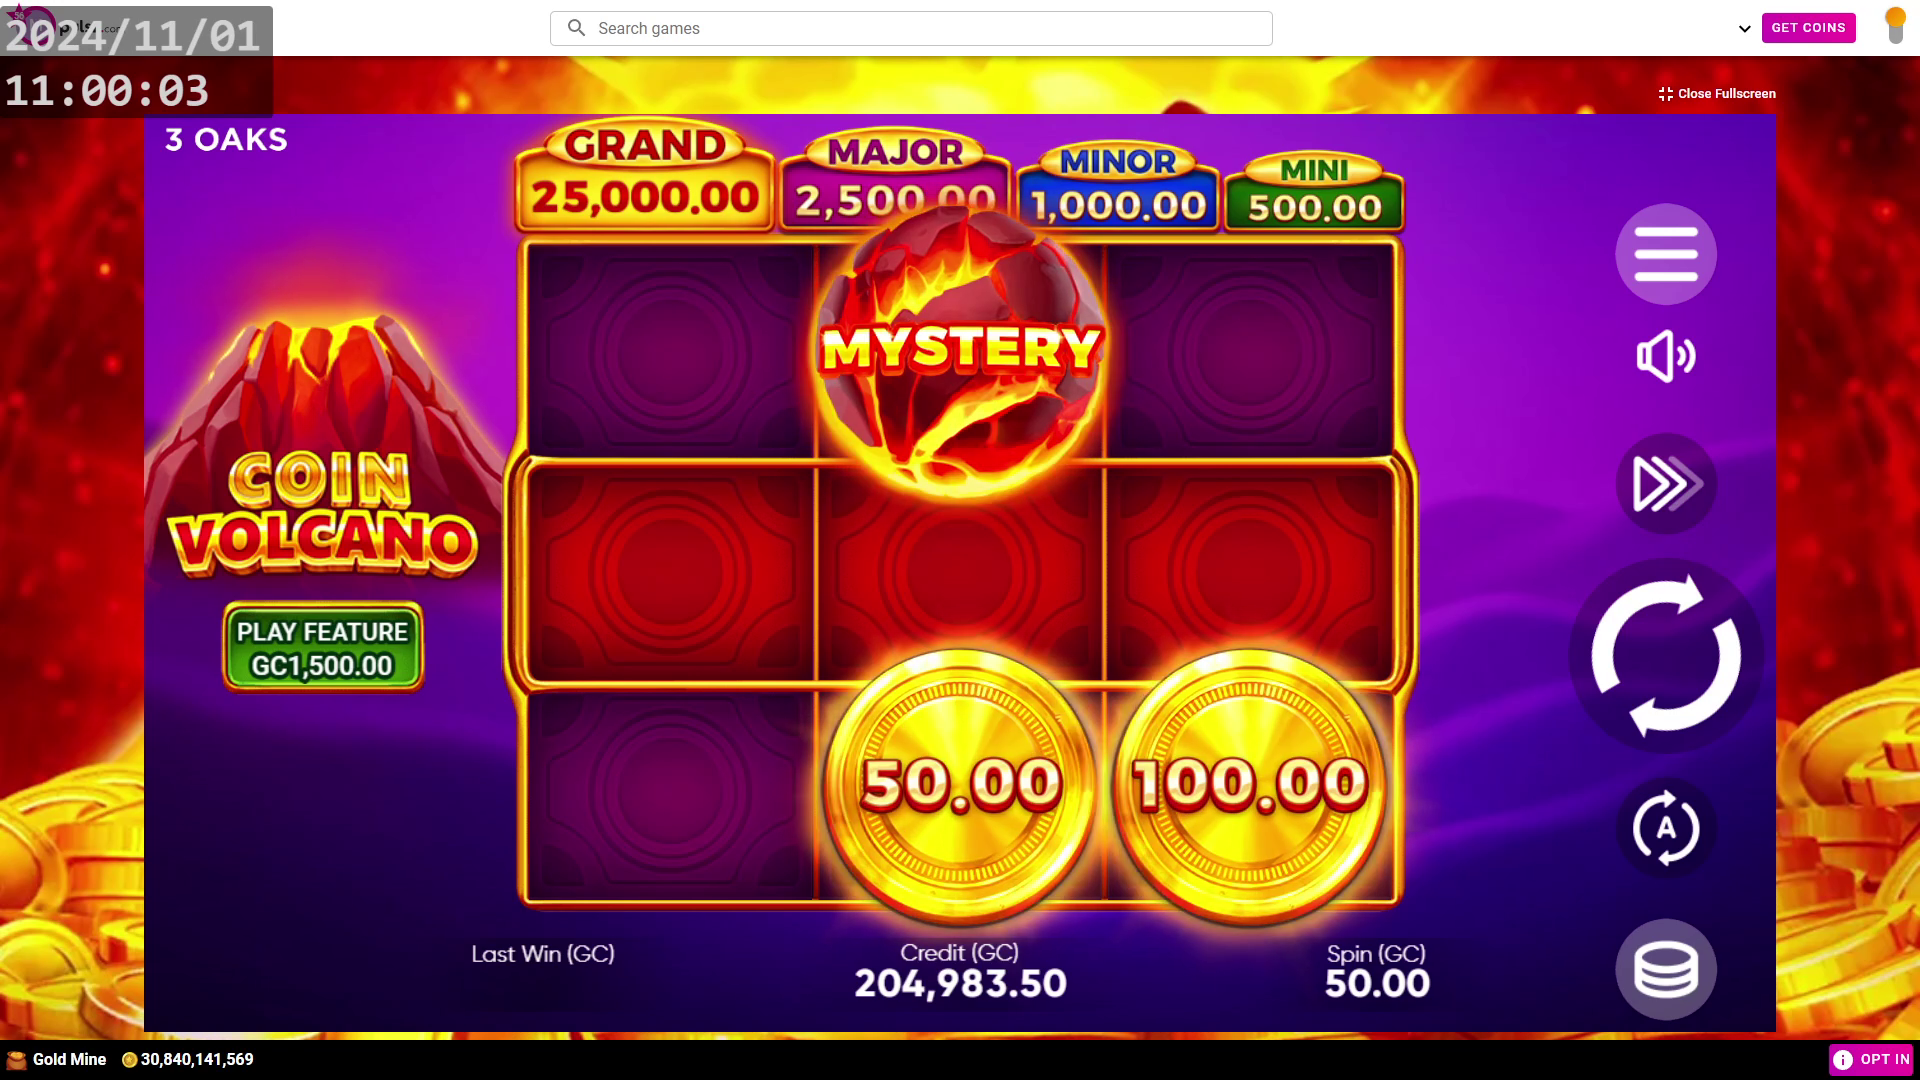 2024/11/01
11:00:03
Search games
GET COINS
Close Fullscreen
3 OAKS
GRAND
25,000.00
MAJOR
2,500.00
MINOR
1,000.00
MINI
500.00
MYSTERY
COIN
VOLCANO
PLAY FEATURE
GC1,500.00
50.00
100.00
A
Last Win (GC)
Credit (GC)
204,983.50
Spin (GC)
50.00
Gold Mine
30,840,141,569
OPT IN